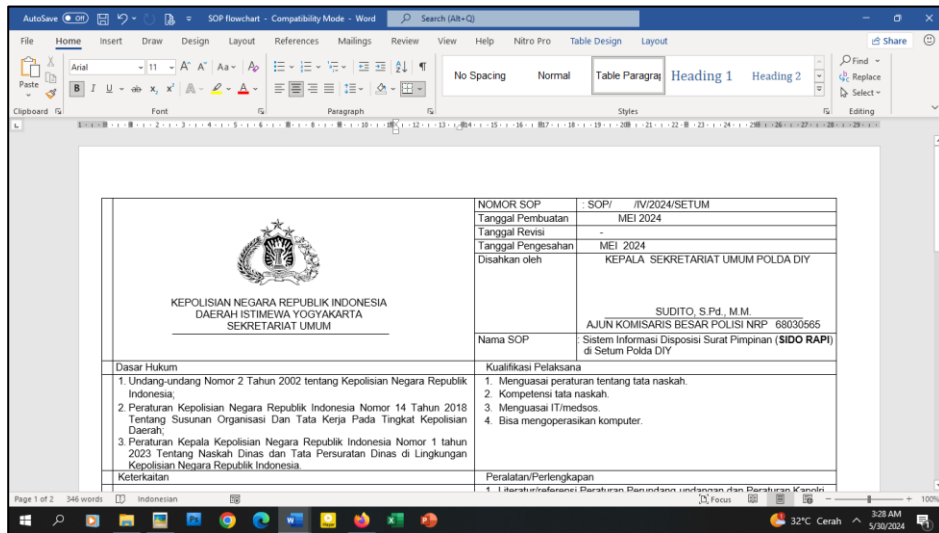 AutoSave Off SOP flowchart - Compatibility Mode - Word Search (Alt+Q)
File Home Insert Draw Design Layout References Mailings Review View Help Nitro Pro Table Design Layout Share
Paste
Arial 11
No Spacing Normal Table Paragrap Heading 1 Heading 2
Find
Replace
Select
Clipboard Font Paragraph Styles Editing
NOMOR SOP : SOP/ /IV/2024/SETUM
Tanggal Pembuatan MEI 2024
Tanggal Revisi -
Tanggal Pengesahan MEI 2024
Disahkan oleh KEPALA SEKRETARIAT UMUM POLDA DIY
SUDITO, S.Pd., M.M.
AJUN KOMISARIS BESAR POLISI NRP 68030565
KEPOLISIAN NEGARA REPUBLIK INDONESIA
DAERAH ISTIMEWA YOGYAKARTA
SEKRETARIAT UMUM
Nama SOP : Sistem Informasi Disposisi Surat Pimpinan (SIDO RAPI)
di Setum Polda DIY
Dasar Hukum
1. Undang-undang Nomor 2 Tahun 2002 tentang Kepolisian Negara Republik
Indonesia;
2. Peraturan Kepolisian Negara Republik Indonesia Nomor 14 Tahun 2018
Tentang Susunan Organisasi Dan Tata Kerja Pada Tingkat Kepolisian
Daerah;
3. Peraturan Kepala Kepolisian Negara Republik Indonesia Nomor 1 tahun
2023 Tentang Naskah Dinas dan Tata Persuratan Dinas di Lingkungan
Kepolisian Negara Republik Indonesia.
Kualifikasi Pelaksana
1. Menguasai peraturan tentang tata naskah.
2. Kompetensi tata naskah.
3. Menguasai IT/medsos.
4. Bisa mengoperasikan komputer.
Keterkaitan
Peralatan/Perlengkapan
1. Literatur/referensi Peraturan Perundang undangan dan Peraturan Kapolri
Page 1 of 2 346 words Indonesian Focus 100%
32°C Cerah 3:28 AM
5/30/2024